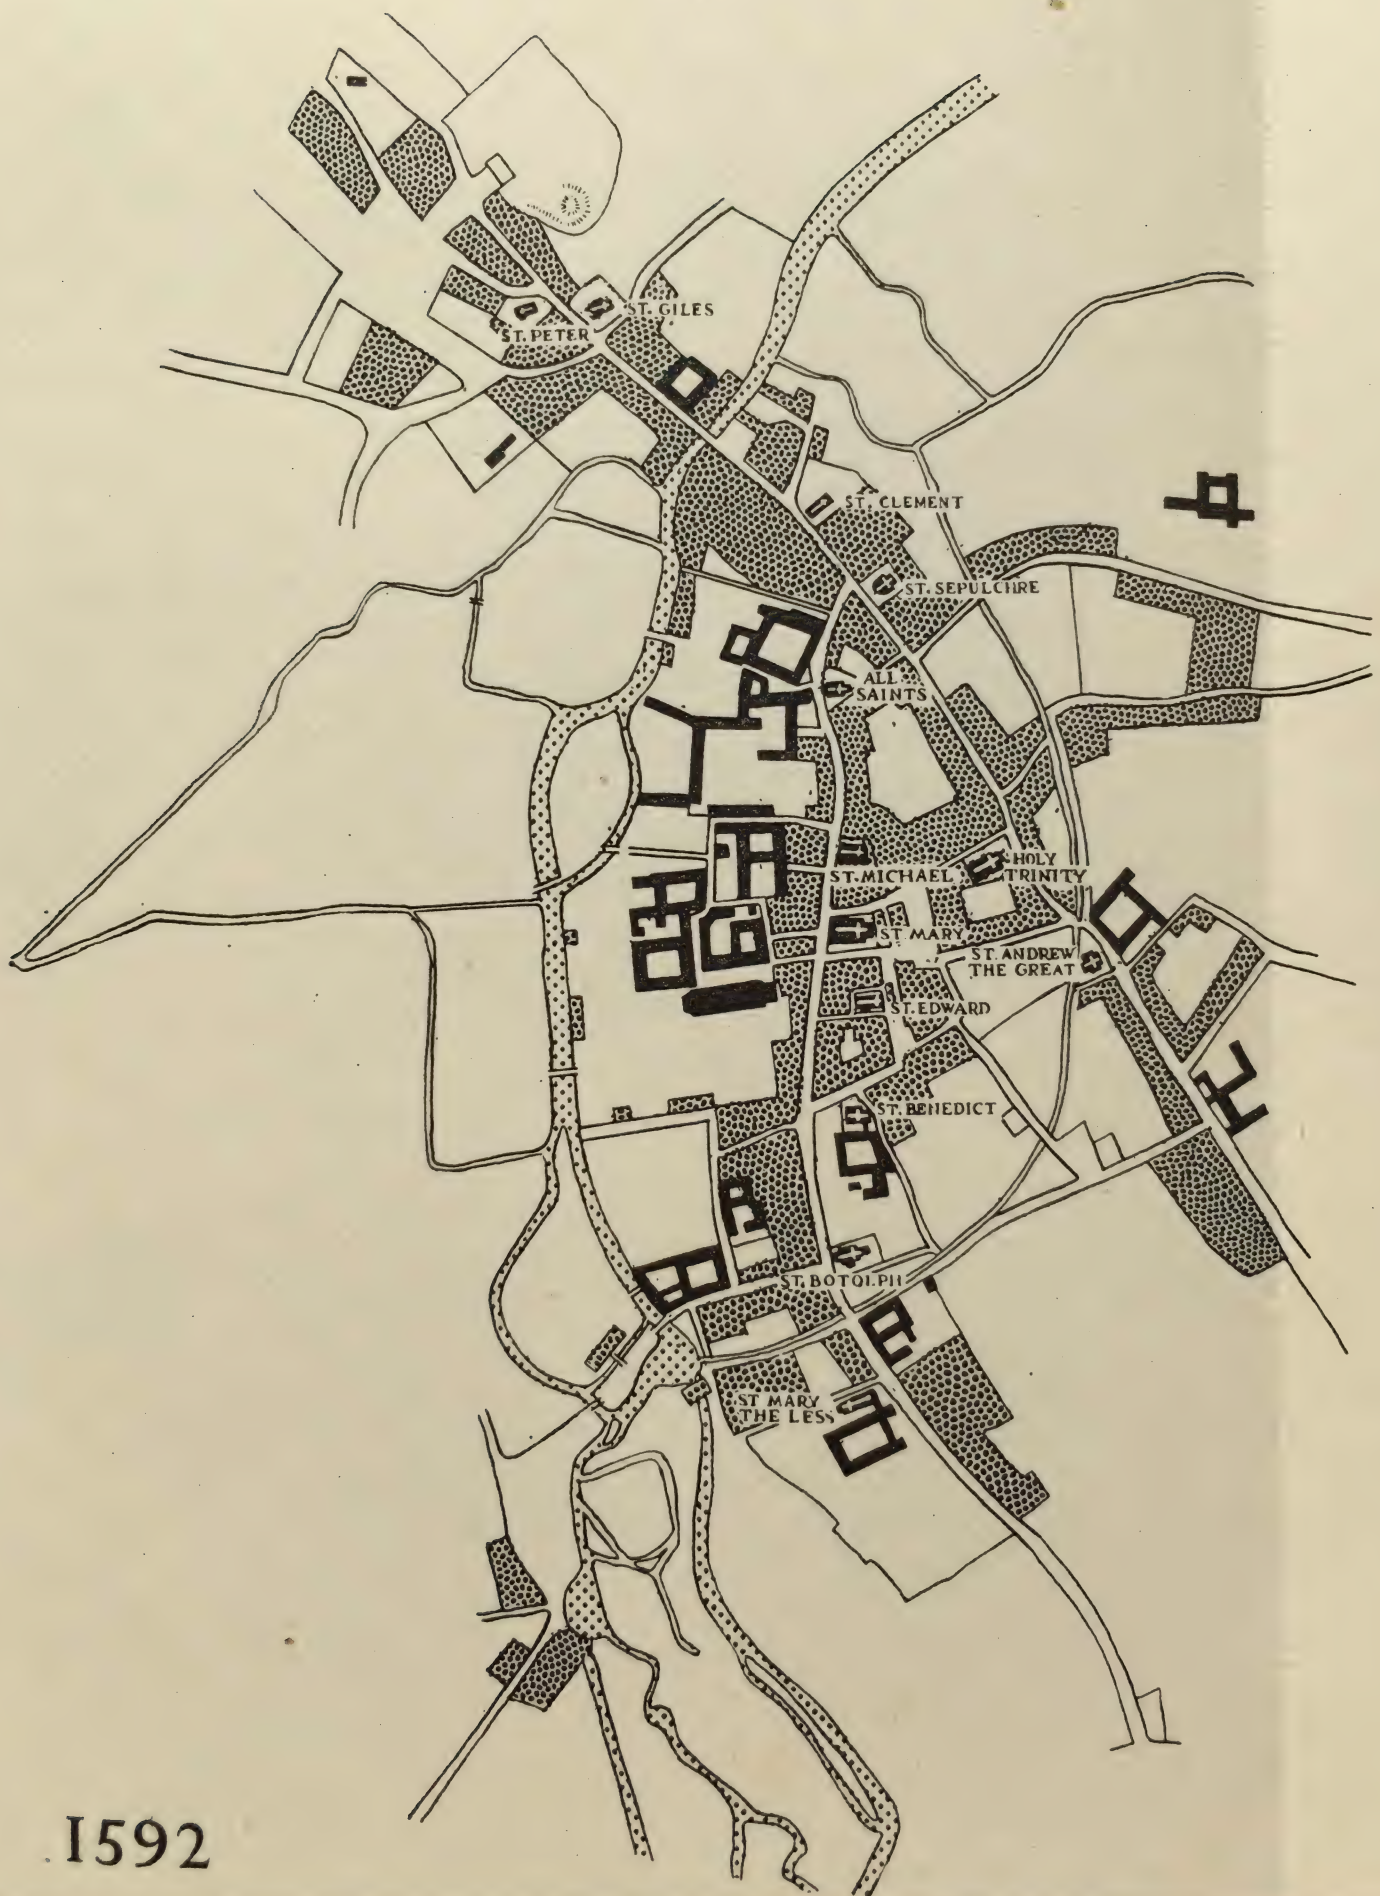 ST. GILES
ST. PETER
ST. CLEMENT
ST. SEPULCHRE
ALL
SAINTS
HOLY
TRINITY
ST. MICHAEL
ST. MARY
ST. ANDREW
THE GREAT
ST. EDWARD
ST. BENEDICT
ST. BOTOLPH
ST MARY
THE LESS
1592